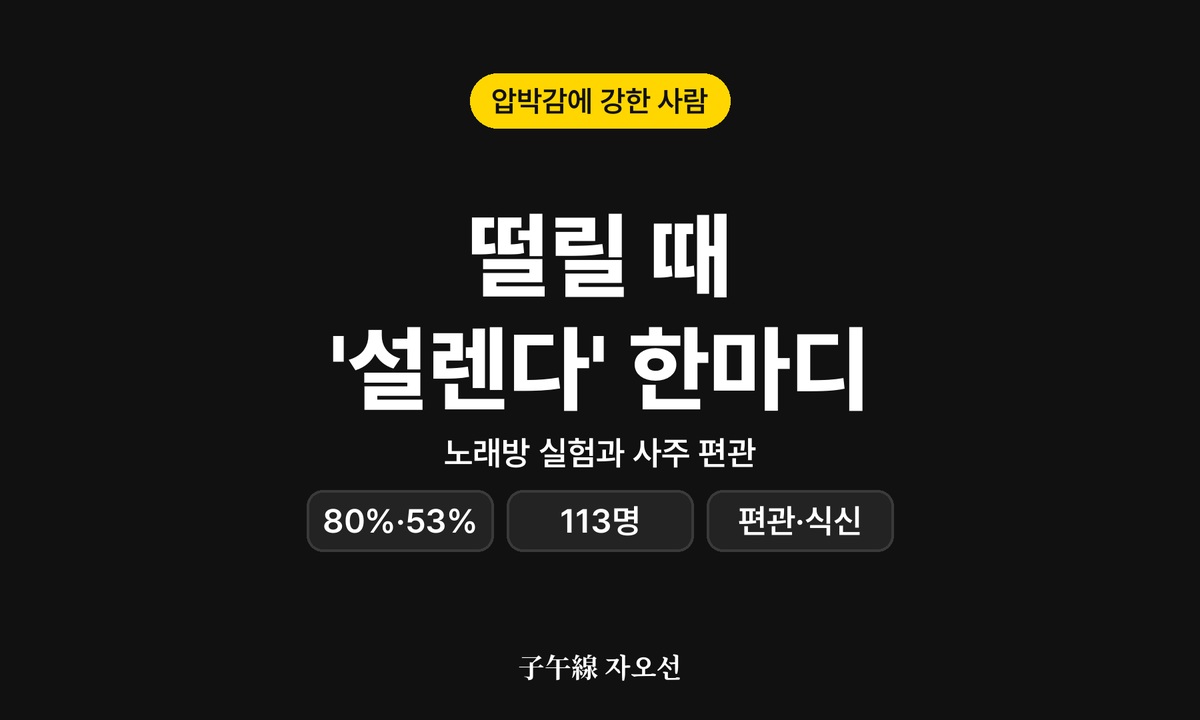 압박감에 강한 사람
떨릴 때
'설렌다' 한마디
노래방 실험과 사주 편관
80%·53%
113명
편관·식신
子午線 자오선